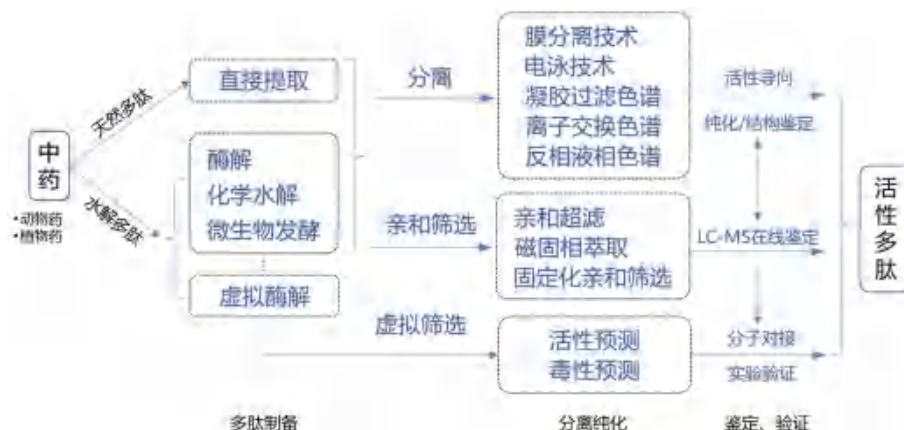 中药
•动物药
•植物药
天然多肽
水解多肽
直接提取
酶解
化学水解
微生物发酵
虚拟酶解
分离
亲和筛选
虚拟筛选
膜分离技术
电泳技术
凝胶过滤色谱
离子交换色谱
反相液相色谱
亲和超滤
磁固相萃取
固定化亲和筛选
活性预测
毒性预测
活性导向
纯化/结构鉴定
LC-MS在线鉴定
分子对接
实验验证
活性多肽
多肽制备
分离纯化
鉴定、验证